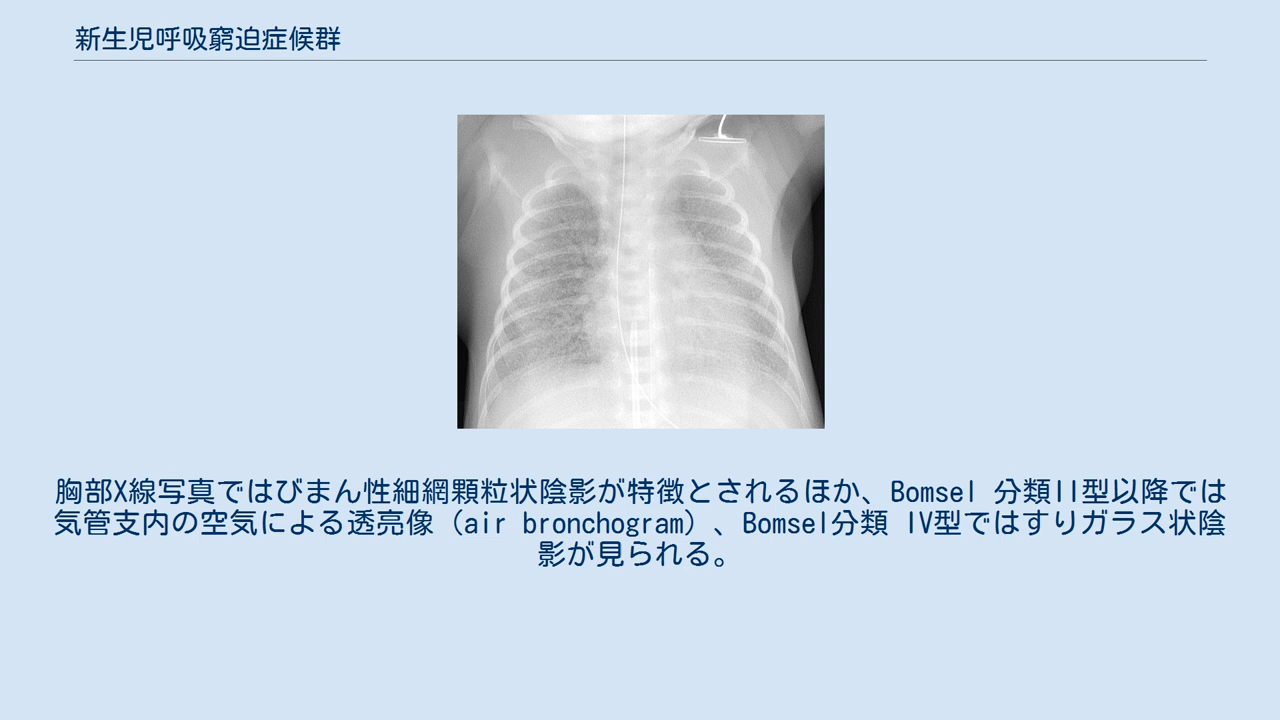 新生児呼吸窮迫症候群
胸部X線写真ではびまん性細網顆粒状陰影が特徴とされるほか、Bomsel 分類II型以降では
気管支内の空気による透亮像（air bronchogram）、Bomsel分類 IV型ではすりガラス状陰
影が見られる。